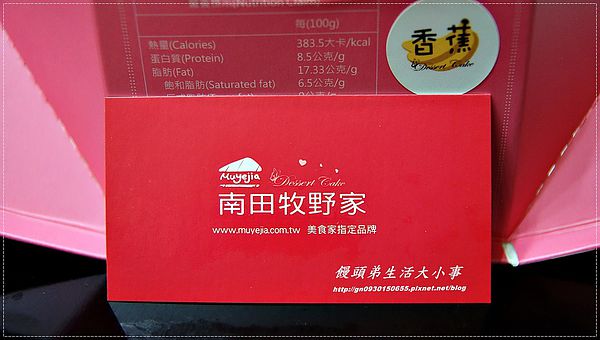 每(100g)
熱量(Calories) 383.5大卡/kcal
蛋白質(Protein) 8.5公克/g
脂肪(Fat) 17.33公克/g
飽和脂肪(Saturated fat) 6.5公克/g
香蕉
Dessert Cake
Muyejia
Dessert Cake
南田牧野家
www.muyejia.com.tw 美食家指定品牌
饅頭弟生活大小事
http://gn0930150655.pixnet.net/blog